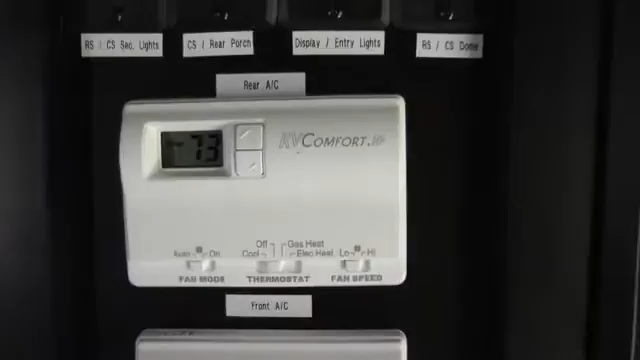 RS / CS Sec. Lights
CS / Rear Porch
Display / Entry Lights
RS / CS Dome
Rear A/C
73
RVCOMFORT.HP
Off
Gas Heat
Auto
On
Cool
Elec Heat
Lo
Hi
FAN MODE
THERMOSTAT
FAN SPEED
Front A/C